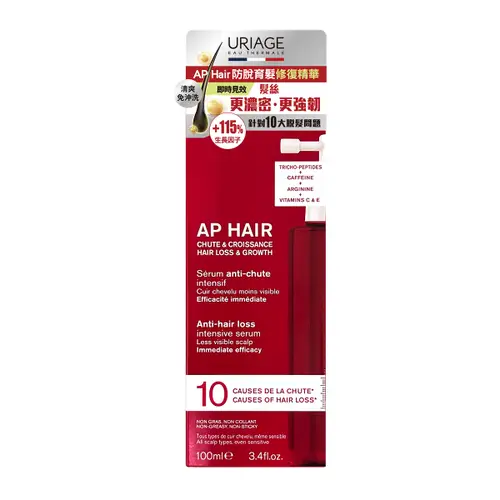 URIAGE
EAU THERMALE
AP Hair防脫育髮修復精華
清爽
免沖洗
即時見效
髮絲
更濃密·更強韌
+115%
生長因子
針對10大脫髮問題
TRICHO-PEPTIDES
+
CAFFEINE
+
ARGININE
+
VITAMINS C & E
AP HAIR
CHUTE & CROISSANCE
HAIR LOSS & GROWTH
Sérum anti-chute
intensif
Cuir chevelu moins visible
Efficacité immédiate
Anti-hair loss
intensive serum
Less visible scalp
Immediate efficacy
10
CAUSES DE LA CHUTE*
CAUSES OF HAIR LOSS*
NON GRAS, NON COLLANT
NON-GREASY, NON-STICKY
Tous types de cuir chevelu, même sensible
All scalp types, even sensitive
100ml℮ 3.4fl.oz.